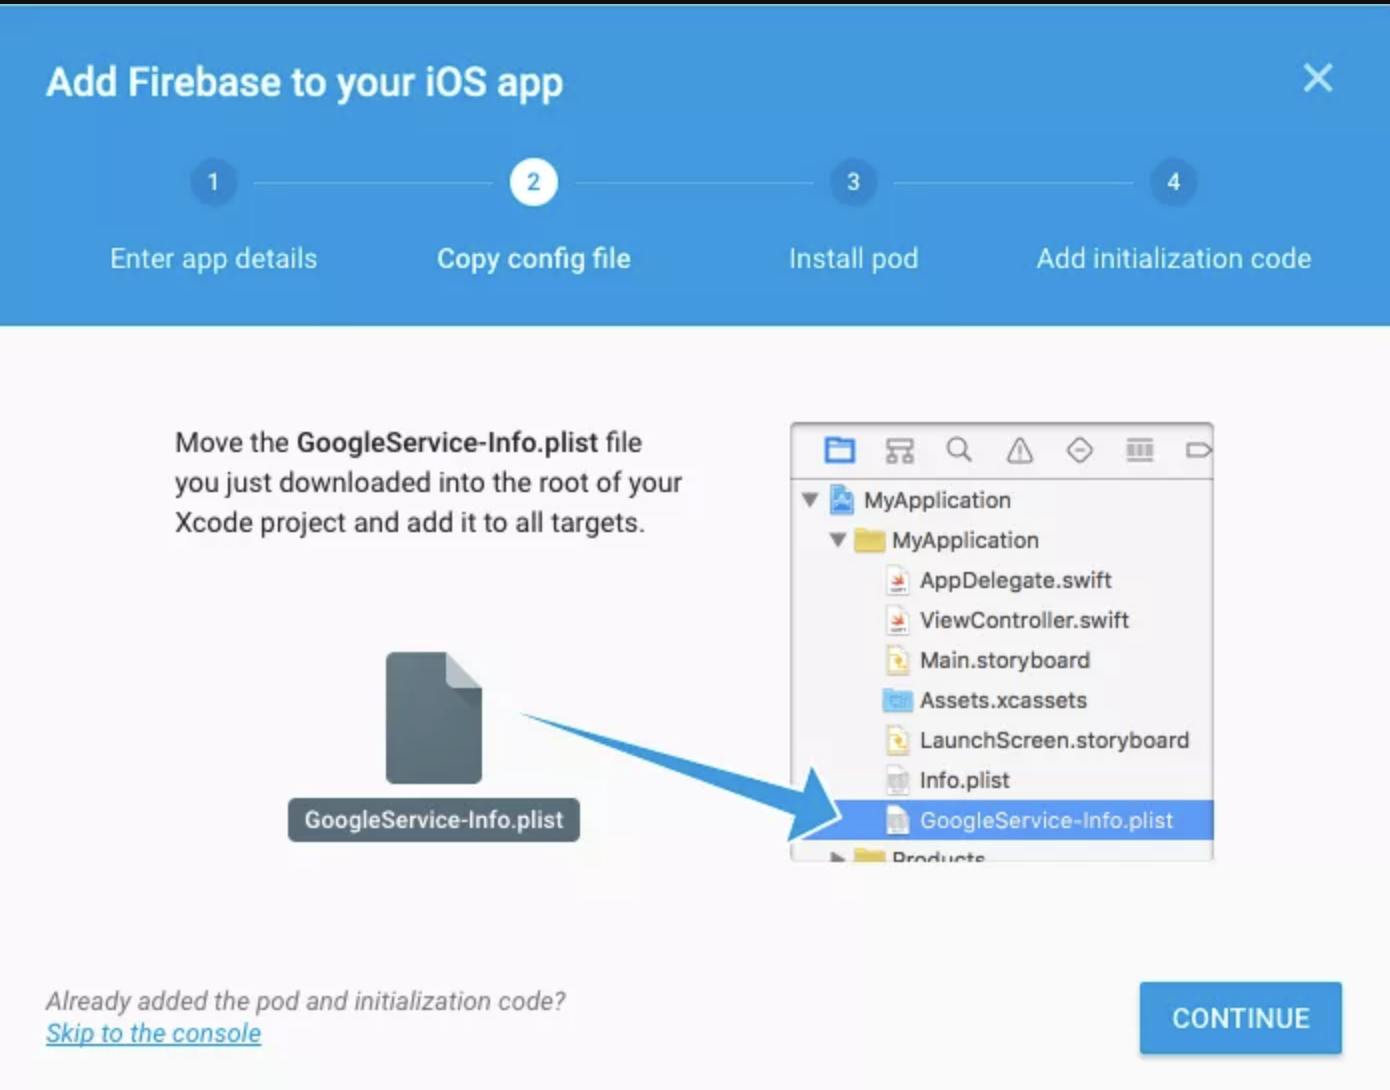 Add Firebase to your iOS app
1
2
3
4
Enter app details
Copy config file
Install pod
Add initialization code
Move the GoogleService-Info.plist file
you just downloaded into the root of your
Xcode project and add it to all targets.
GoogleService-Info.plist
MyApplication
MyApplication
AppDelegate.swift
ViewController.swift
Main.storyboard
Assets.xcassets
LaunchScreen.storyboard
Info.plist
GoogleService-Info.plist
Products
Already added the pod and initialization code?
Skip to the console
CONTINUE